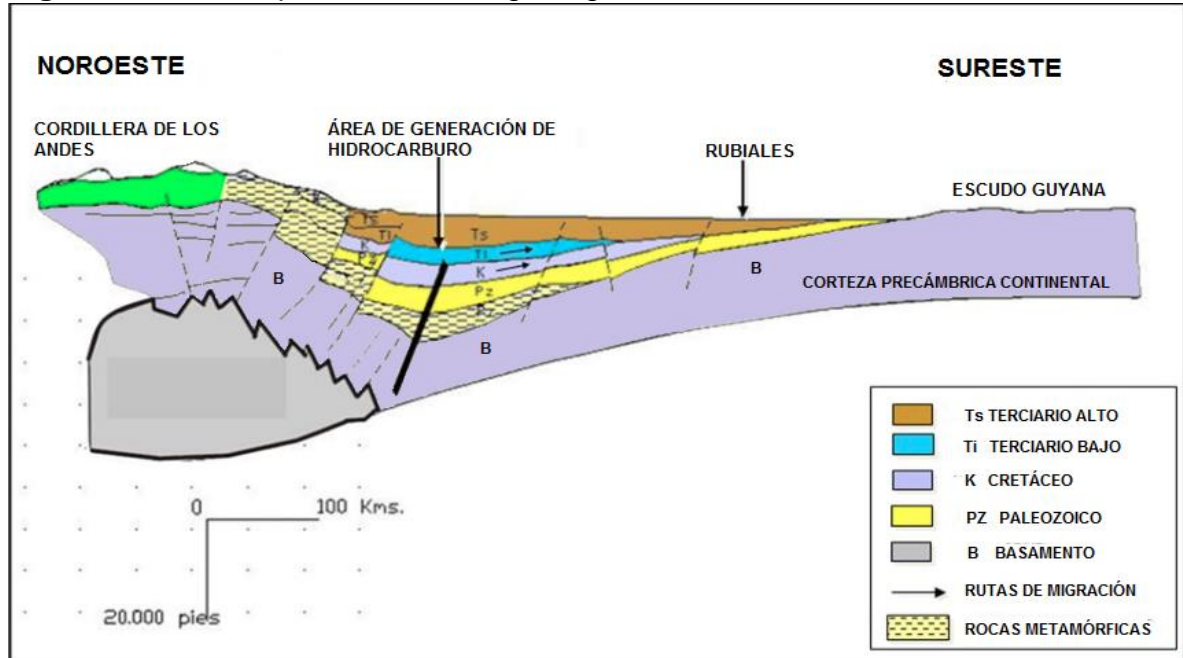 NOROESTE
SURESTE
CORDILLERA DE LOS
ANDES
ÁREA DE GENERACIÓN DE
HIDROCARBURO
RUBIALES
ESCUDO GUYANA
Ti
Ts
K
Pz
Ti
K
Pz
B
B
B
CORTEZA PRECÁMBRICA CONTINENTAL
0
100 Kms.
20.000 pies
Ts TERCIARIO ALTO
Ti TERCIARIO BAJO
K CRETÁCEO
PZ PALEOZOICO
B BASAMENTO
RUTAS DE MIGRACIÓN
ROCAS METAMÓRFICAS